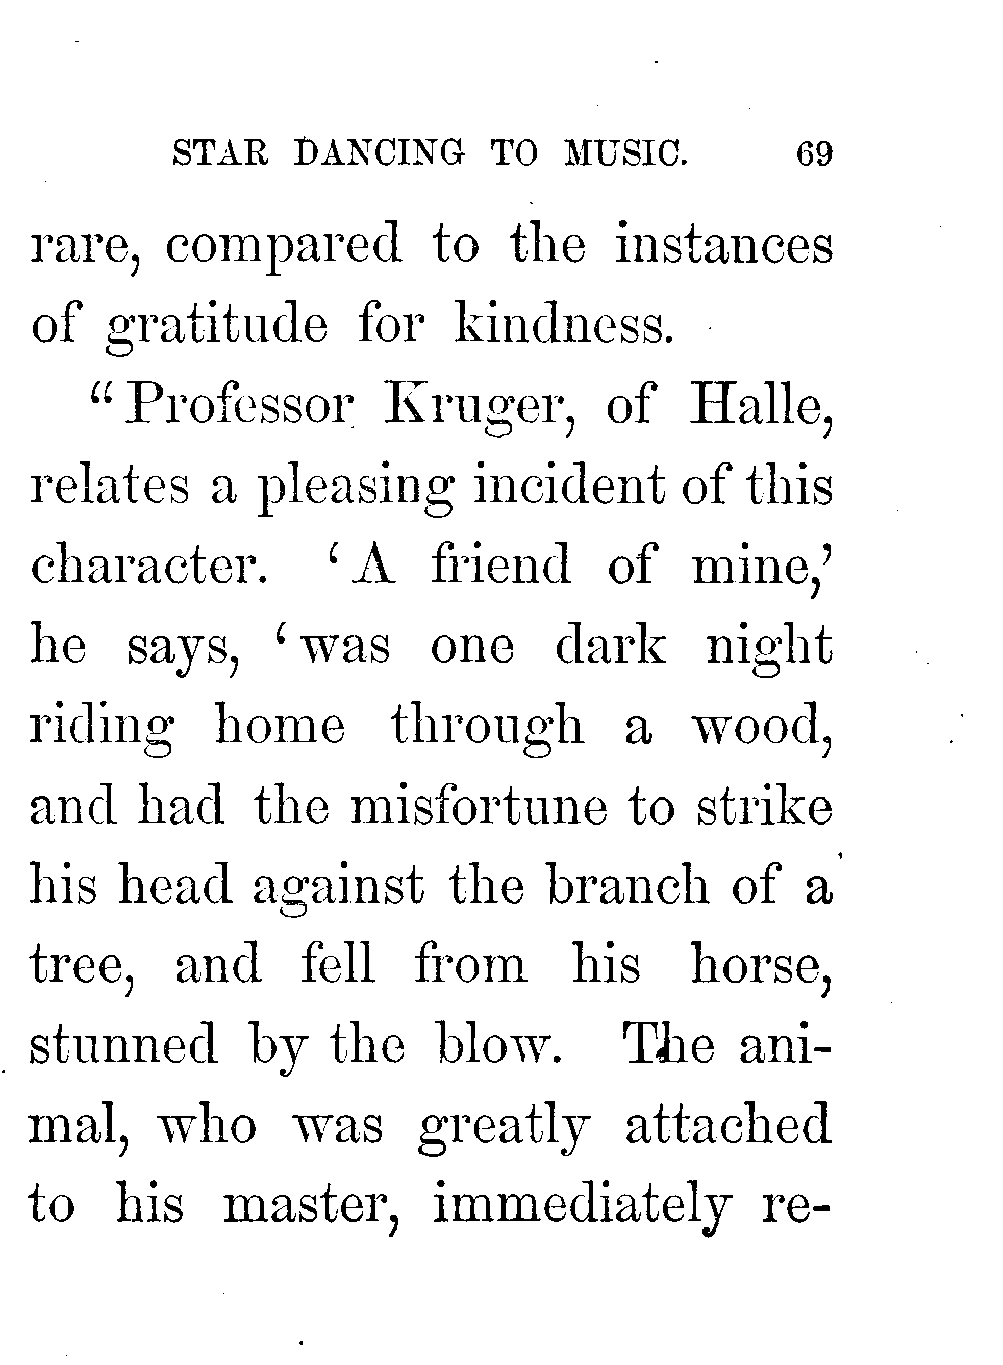 STAR DANCING TO MUSIC. 69
rare, compared to the instances
of gratitude for kindness.
“Professor Kruger, of Halle,
relates a pleasing incident of this
character. ‘A friend of mine,’
he says, ‘was one dark night
riding home through a wood,
and had the misfortune to strike
his head against the branch of a
tree, and fell from his horse,
stunned by the blow. The ani-
mal, who was greatly attached
to his master, immediately re-